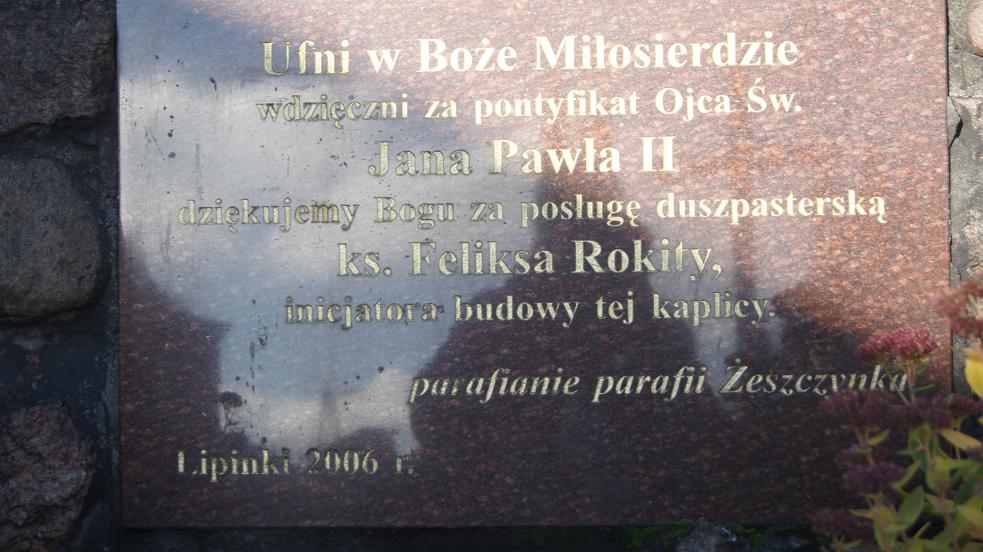 Ufni w Boże Miłosierdzie
wdzięczni za pontyfikat Ojca Św.
Jana Pawła II
dziękujemy Bogu za posługę duszpasterską
ks. Feliksa Rokity,
inicjatora budowy tej kaplicy.
parafianie parafii Żeszczynka
Lipinki 2006 r.